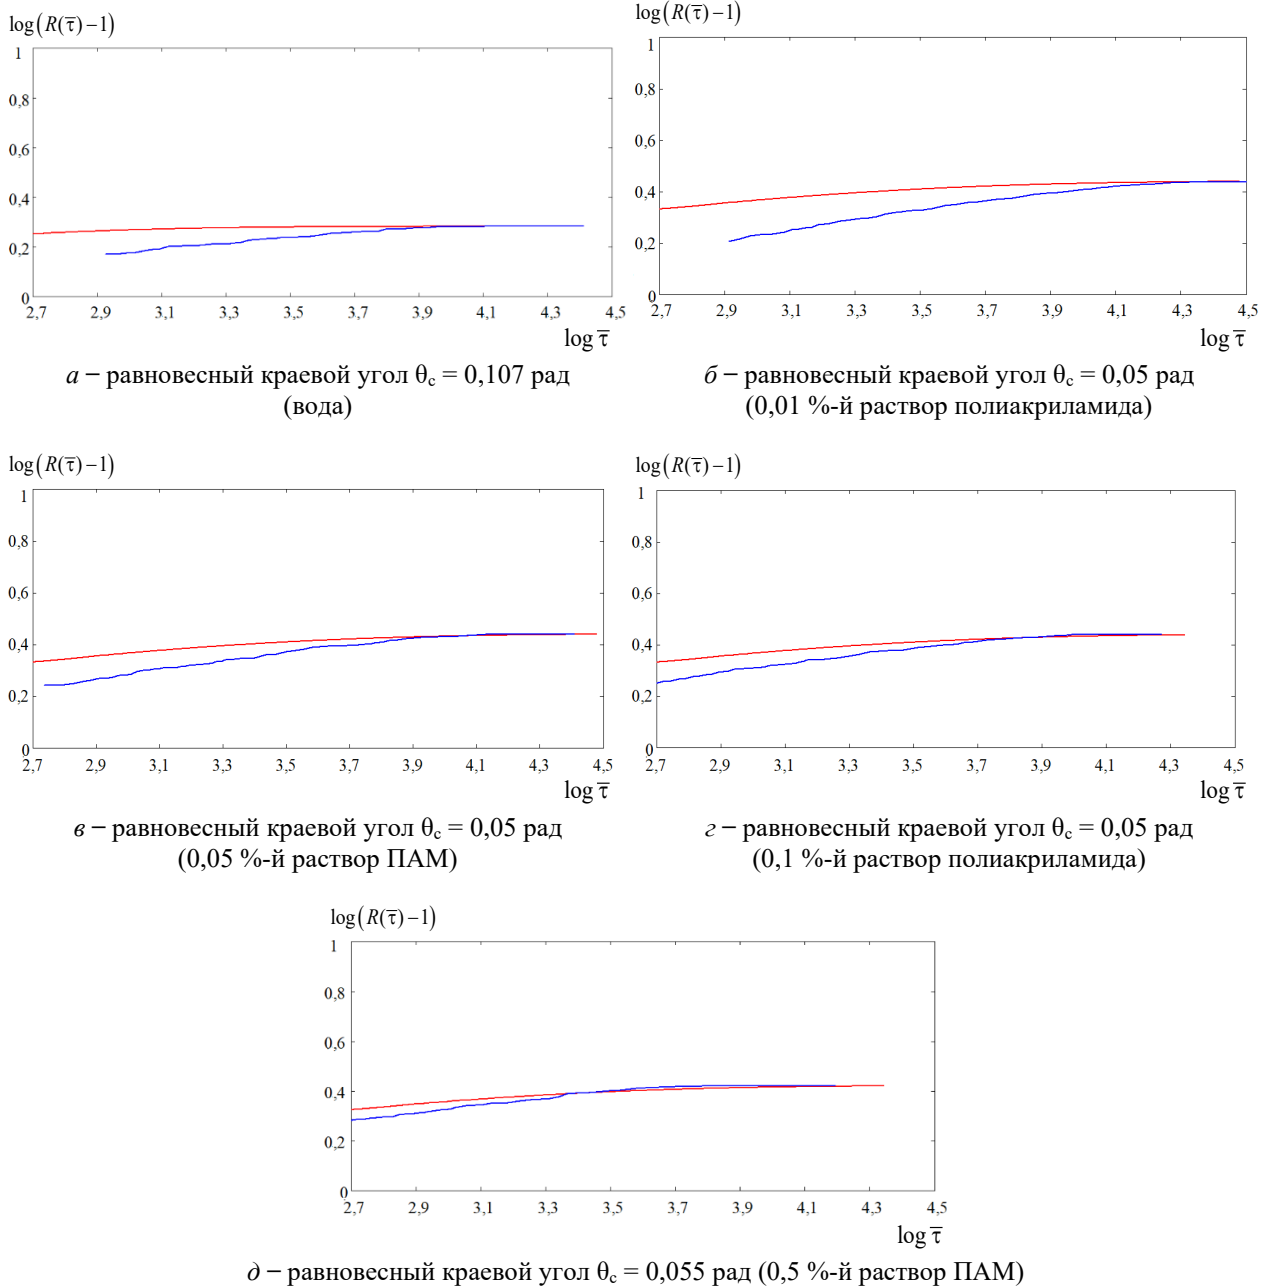 log(R(τ̅)−1)
1
0,8
0,6
0,4
0,2
0
2,7 2,9 3,1 3,3 3,5 3,7 3,9 4,1 4,3 4,5
log τ̅
а − равновесный краевой угол θc = 0,107 рад
(вода)
log(R(τ̅)−1)
1
0,8
0,6
0,4
0,2
0
2,7 2,9 3,1 3,3 3,5 3,7 3,9 4,1 4,3 4,5
log τ̅
б − равновесный краевой угол θc = 0,05 рад
(0,01 %-й раствор полиакриламида)
log(R(τ̅)−1)
1
0,8
0,6
0,4
0,2
0
2,7 2,9 3,1 3,3 3,5 3,7 3,9 4,1 4,3 4,5
log τ̅
в − равновесный краевой угол θc = 0,05 рад
(0,05 %-й раствор ПАМ)
log(R(τ̅)−1)
1
0,8
0,6
0,4
0,2
0
2,7 2,9 3,1 3,3 3,5 3,7 3,9 4,1 4,3 4,5
log τ̅
г − равновесный краевой угол θc = 0,05 рад
(0,1 %-й раствор полиакриламида)
log(R(τ̅)−1)
1
0,8
0,6
0,4
0,2
0
2,7 2,9 3,1 3,3 3,5 3,7 3,9 4,1 4,3 4,5
log τ̅
д − равновесный краевой угол θc = 0,055 рад (0,5 %-й раствор ПАМ)